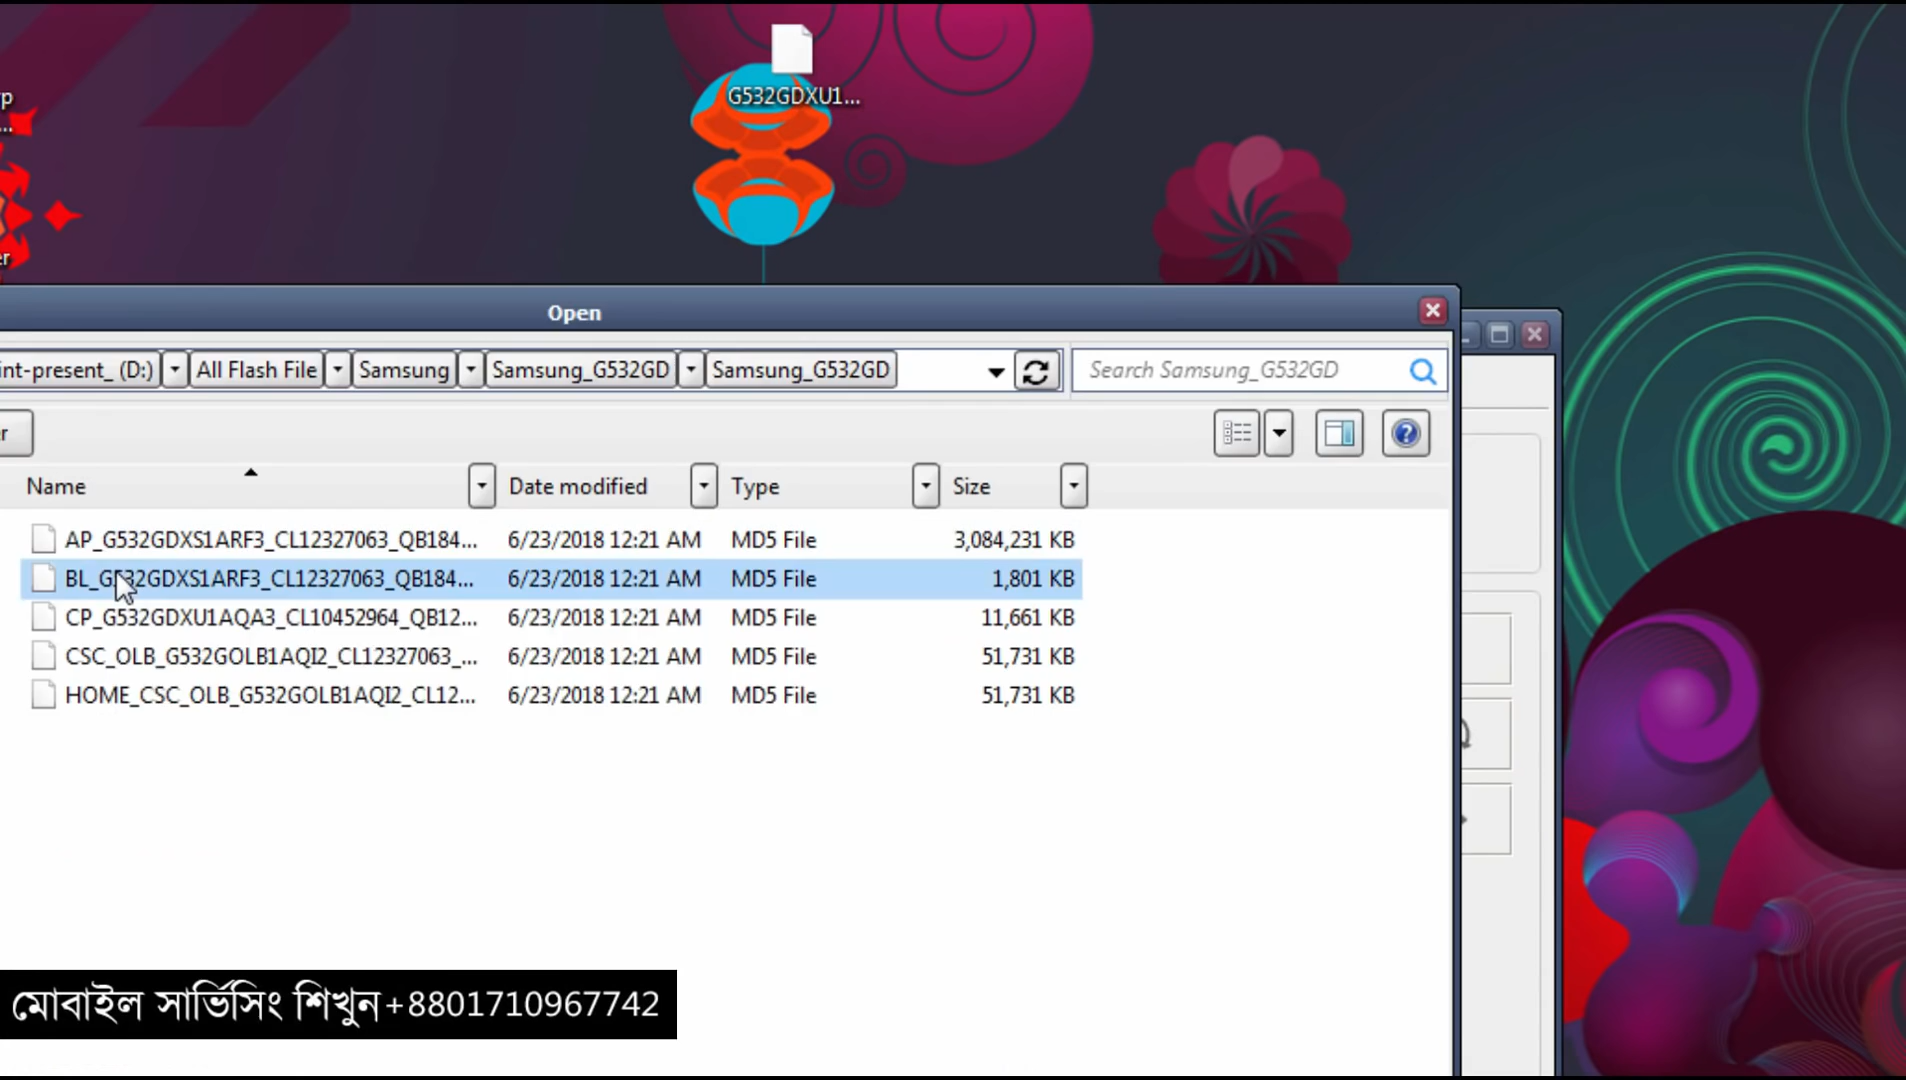 G532GDXU1...
p
...
er
Open
int-present_ (D:) All Flash File Samsung Samsung_G532GD Samsung_G532GD Search Samsung_G532GD
r
Name Date modified Type Size
AP_G532GDXS1ARF3_CL12327063_QB184... 6/23/2018 12:21 AM MD5 File 3,084,231 KB
BL_G532GDXS1ARF3_CL12327063_QB184... 6/23/2018 12:21 AM MD5 File 1,801 KB
CP_G532GDXU1AQA3_CL10452964_QB12... 6/23/2018 12:21 AM MD5 File 11,661 KB
CSC_OLB_G532GOLB1AQI2_CL12327063_... 6/23/2018 12:21 AM MD5 File 51,731 KB
HOME_CSC_OLB_G532GOLB1AQI2_CL12... 6/23/2018 12:21 AM MD5 File 51,731 KB
মোবাইল সার্ভিসিং শিখুন+8801710967742